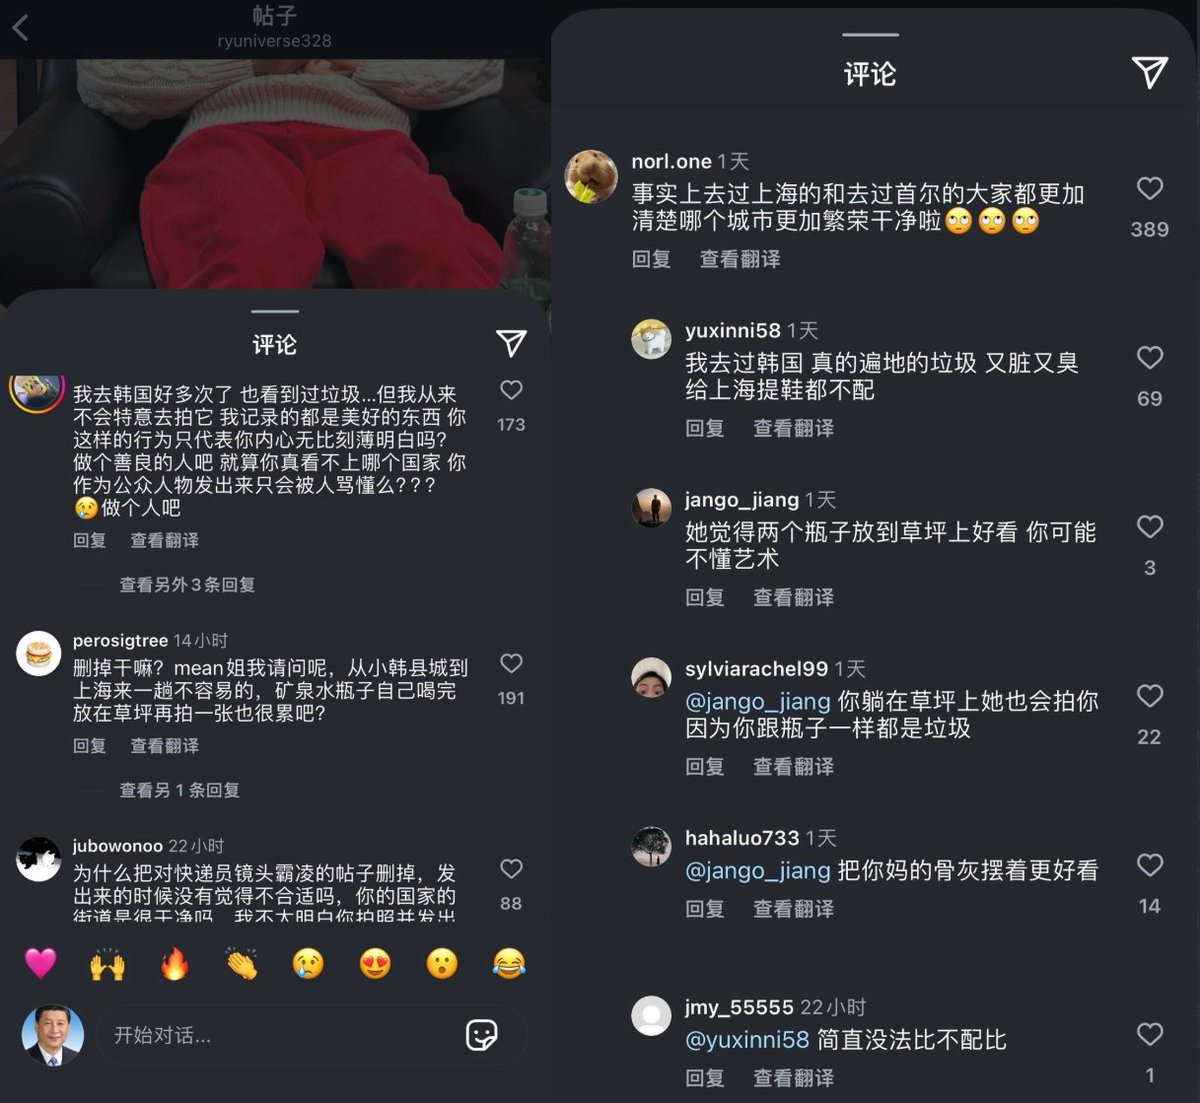 帖子
ryuniverse328
评论
我去韩国好多次了 也看到过垃圾...但我从来
不会特意去拍它 我记录的都是美好的东西 你
这样的行为只代表你内心无比刻薄明白吗?
做个善良的人吧 就算你真看不上哪个国家 你
作为公众人物发出来只会被人骂懂么???
😢做个人吧
173
回复 查看翻译
查看另外 3 条回复
perosigtree 14小时
删掉干嘛？mean姐我请问呢，从小韩县城到
上海来一趟不容易的，矿泉水瓶子自己喝完
放在草坪再拍一张也很累吧？
191
回复 查看翻译
查看另 1 条回复
jubowonoo 22小时
为什么把对快递员镜头霸凌的帖子删掉，发
出来的时候没有觉得不合适吗，你的国家的
街道是很干净吗，我不太明白你拍照并发出
88
🩷 🙌 🔥 👏 😢 😍 😮 😂
开始对话...
评论
norl.one 1天
事实上去过上海的和去过首尔的大家都更加
清楚哪个城市更加繁荣干净啦🙄🙄🙄
389
回复 查看翻译
yuxinni58 1天
我去过韩国 真的遍地的垃圾 又脏又臭
给上海提鞋都不配
69
回复 查看翻译
jango_jiang 1天
她觉得两个瓶子放到草坪上好看 你可能
不懂艺术
3
回复 查看翻译
sylviarachel99 1天
@jango_jiang 你躺在草坪上她也会拍你
因为你跟瓶子一样都是垃圾
22
回复 查看翻译
hahaluo733 1天
@jango_jiang 把你妈的骨灰摆着更好看
14
回复 查看翻译
jmy_55555 22小时
@yuxinni58 简直没法比不配比
1
回复 查看翻译